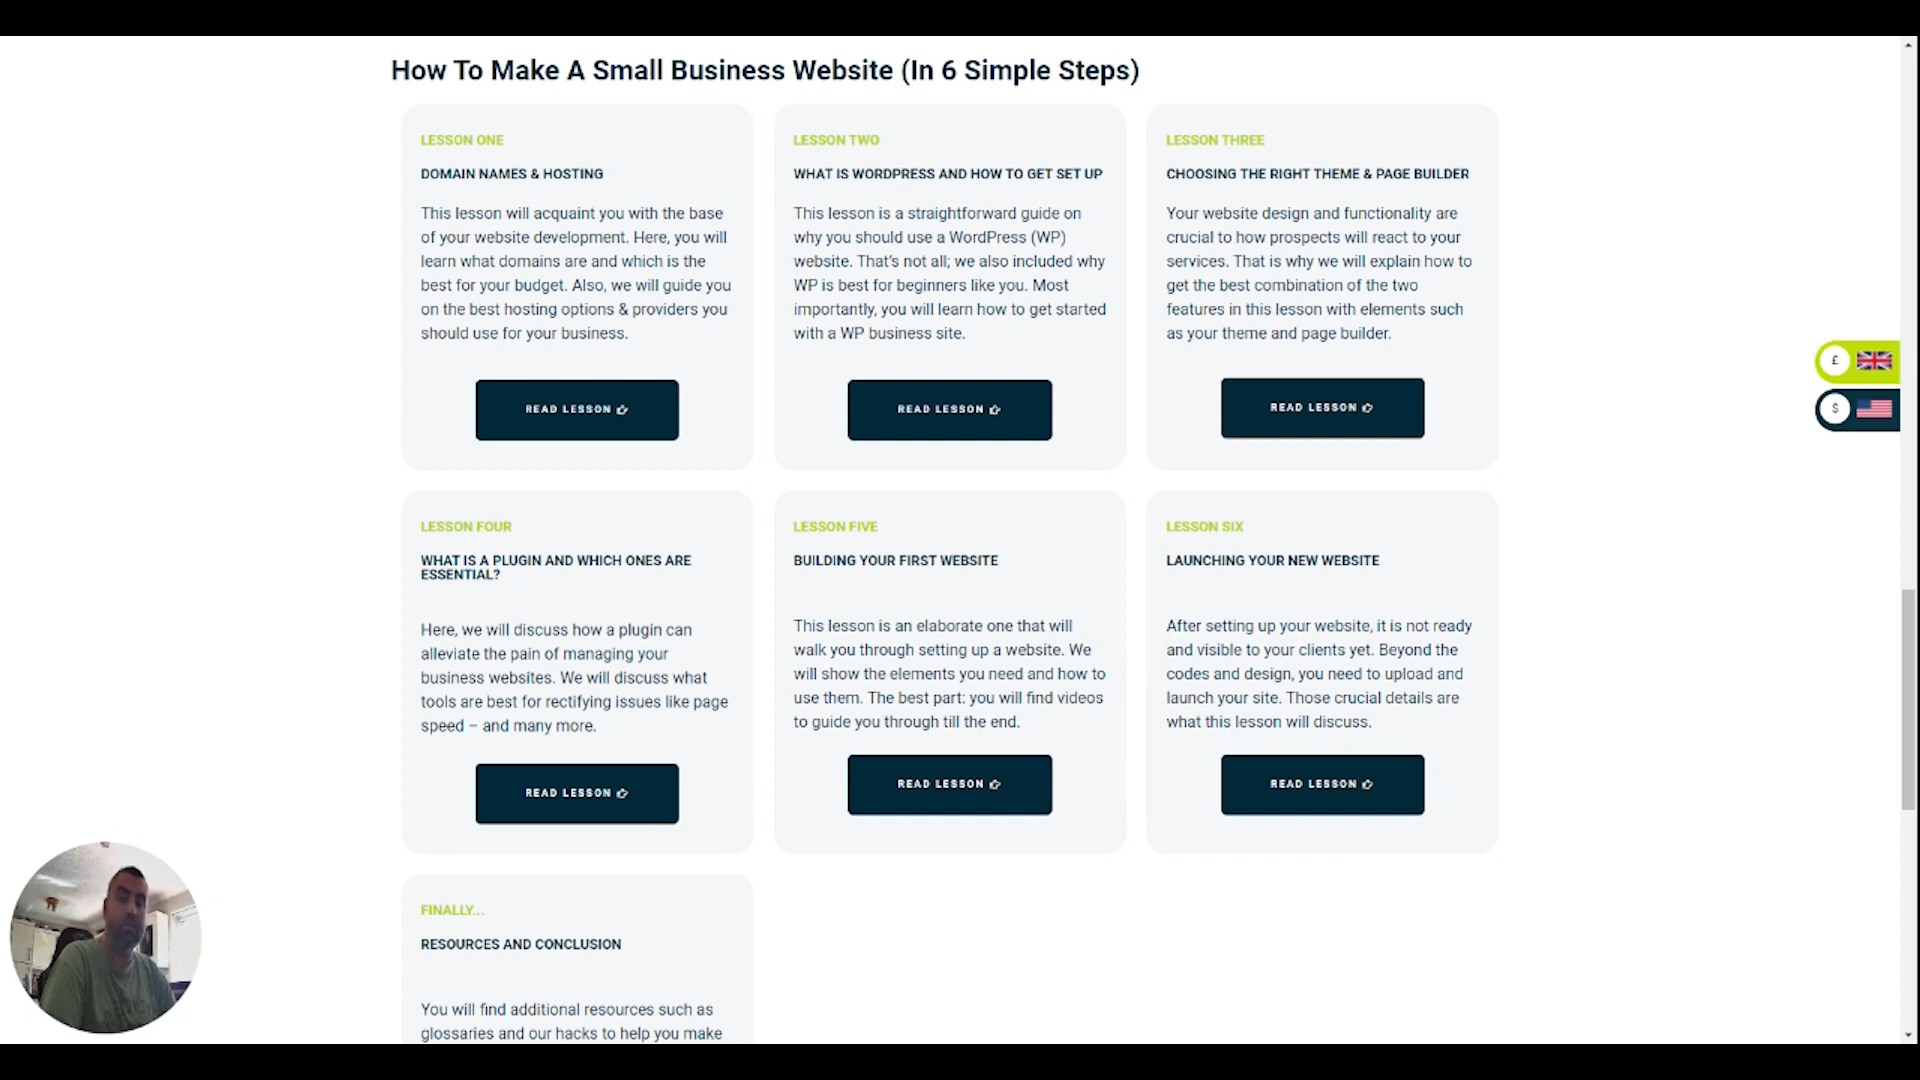 How To Make A Small Business Website (In 6 Simple Steps)
LESSON ONE
DOMAIN NAMES & HOSTING
This lesson will acquaint you with the base
of your website development. Here, you will
learn what domains are and which is the
best for your budget. Also, we will guide you
on the best hosting options & providers you
should use for your business.
READ LESSON
LESSON TWO
WHAT IS WORDPRESS AND HOW TO GET SET UP
This lesson is a straightforward guide on
why you should use a WordPress (WP)
website. That’s not all; we also included why
WP is best for beginners like you. Most
importantly, you will learn how to get started
with a WP business site.
READ LESSON
LESSON THREE
CHOOSING THE RIGHT THEME & PAGE BUILDER
Your website design and functionality are
crucial to how prospects will react to your
services. That is why we will explain how to
get the best combination of the two
features in this lesson with elements such
as your theme and page builder.
READ LESSON
£
$
LESSON FOUR
WHAT IS A PLUGIN AND WHICH ONES ARE
ESSENTIAL?
Here, we will discuss how a plugin can
alleviate the pain of managing your
business websites. We will discuss what
tools are best for rectifying issues like page
speed – and many more.
READ LESSON
LESSON FIVE
BUILDING YOUR FIRST WEBSITE
This lesson is an elaborate one that will
walk you through setting up a website. We
will show the elements you need and how to
use them. The best part: you will find videos
to guide you through till the end.
READ LESSON
LESSON SIX
LAUNCHING YOUR NEW WEBSITE
After setting up your website, it is not ready
and visible to your clients yet. Beyond the
codes and design, you need to upload and
launch your site. Those crucial details are
what this lesson will discuss.
READ LESSON
FINALLY...
RESOURCES AND CONCLUSION
You will find additional resources such as
glossaries and our hacks to help you make